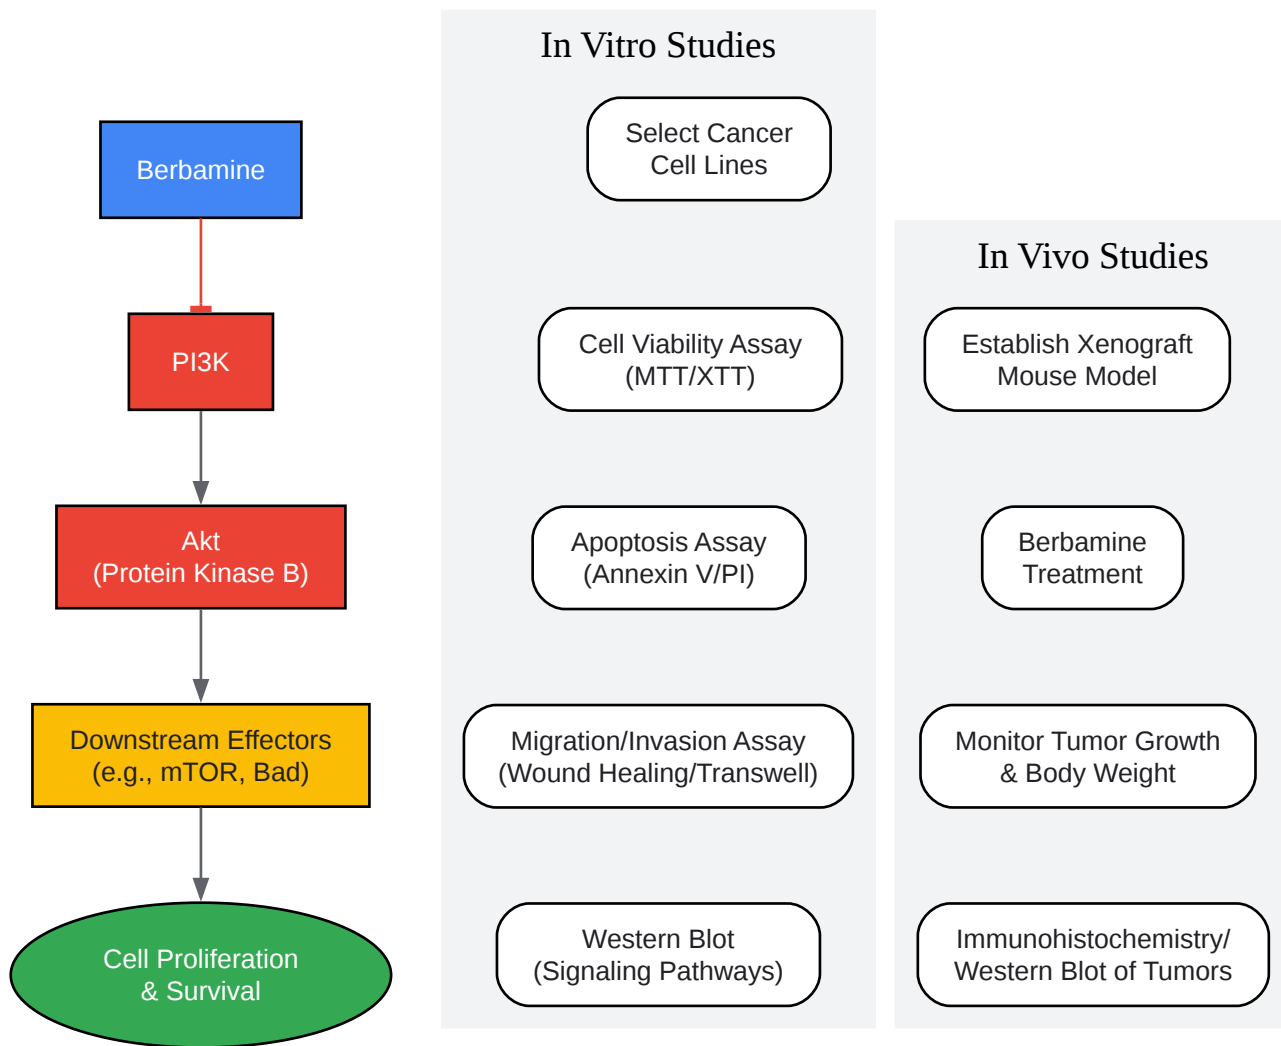 Berbamine
PI3K
Akt
(Protein Kinase B)
Downstream Effectors
(e.g., mTOR, Bad)
Cell Proliferation
& Survival
In Vitro Studies
Select Cancer
Cell Lines
Cell Viability Assay
(MTT/XTT)
Apoptosis Assay
(Annexin V/PI)
Migration/Invasion Assay
(Wound Healing/Transwell)
Western Blot
(Signaling Pathways)
In Vivo Studies
Establish Xenograft
Mouse Model
Berbamine
Treatment
Monitor Tumor Growth
& Body Weight
Immunohistochemistry/
Western Blot of Tumors